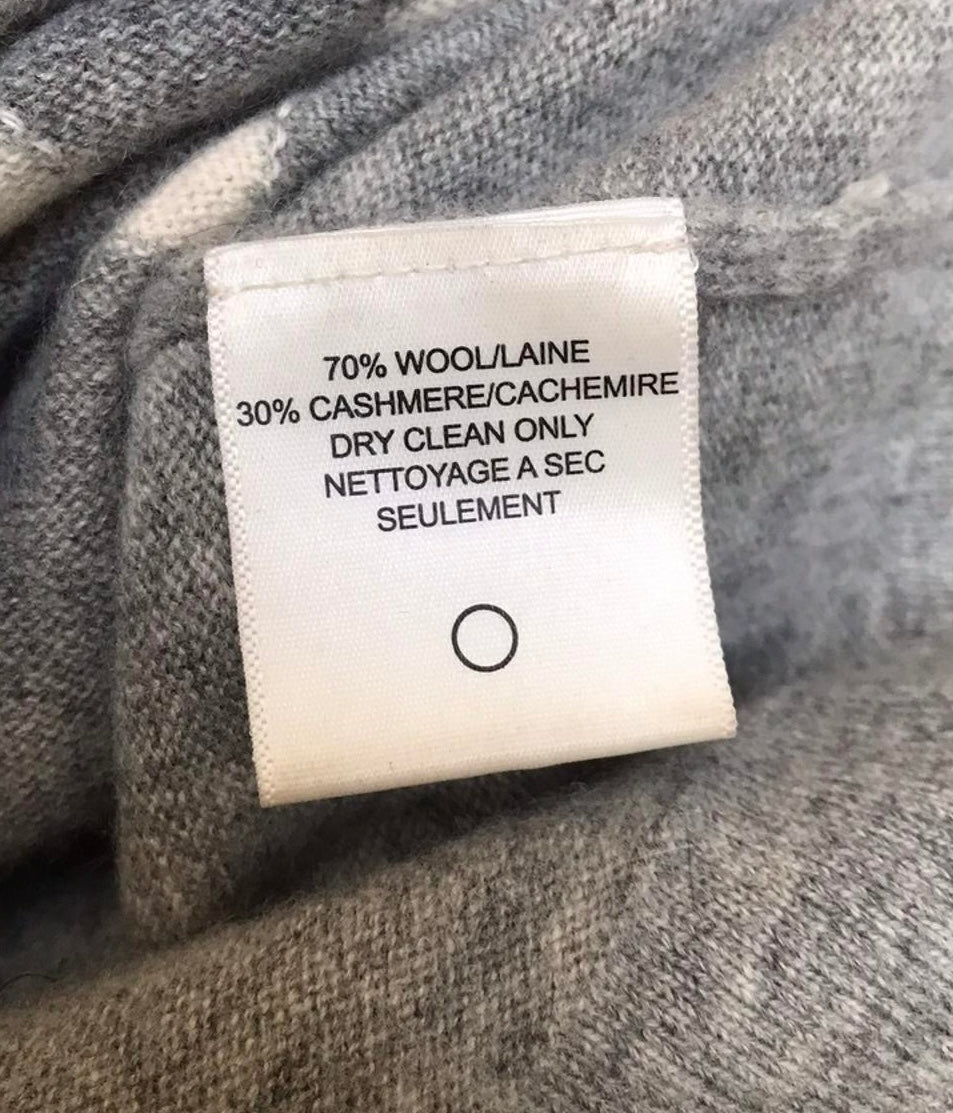 70% WOOL/LAINE
30% CASHMERE/CACHEMIRE
DRY CLEAN ONLY
NETTOYAGE A SEC
SEULEMENT